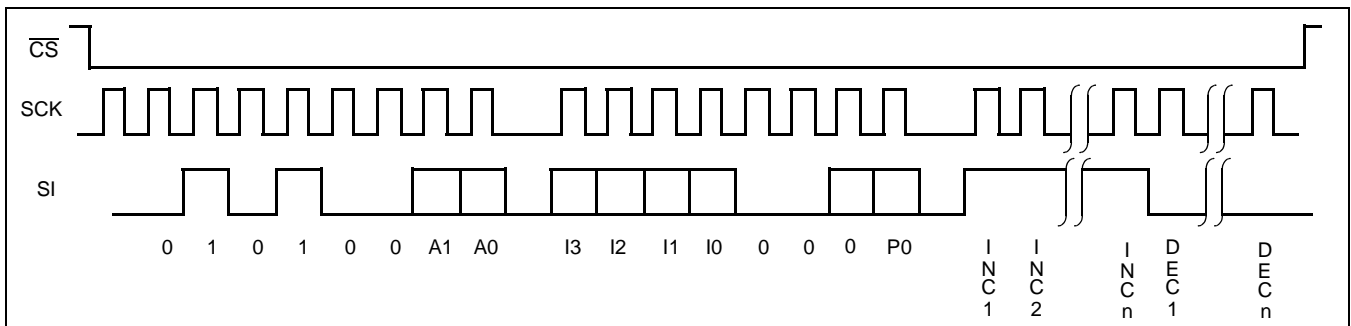 CS
SCK
SI
0 1 0 1 0 0 A1 A0 I3 I2 I1 I0 0 0 0 P0 INC1 INC2 INCn DEC1 DECn